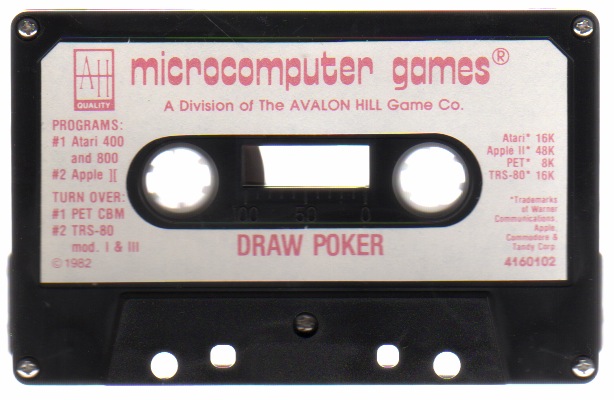 AH
QUALITY
microcomputer games®
A Division of The AVALON HILL Game Co.
PROGRAMS:
#1 Atari 400
and 800
#2 Apple ][
TURN OVER:
#1 PET CBM
#2 TRS-80
mod. I & III
©1982
100 50 0
DRAW POKER
Atari* 16K
Apple II* 48K
PET* 8K
TRS-80* 16K
*Trademarks
of Warner
Communications,
Apple,
Commodore &
Tandy Corp
4160102